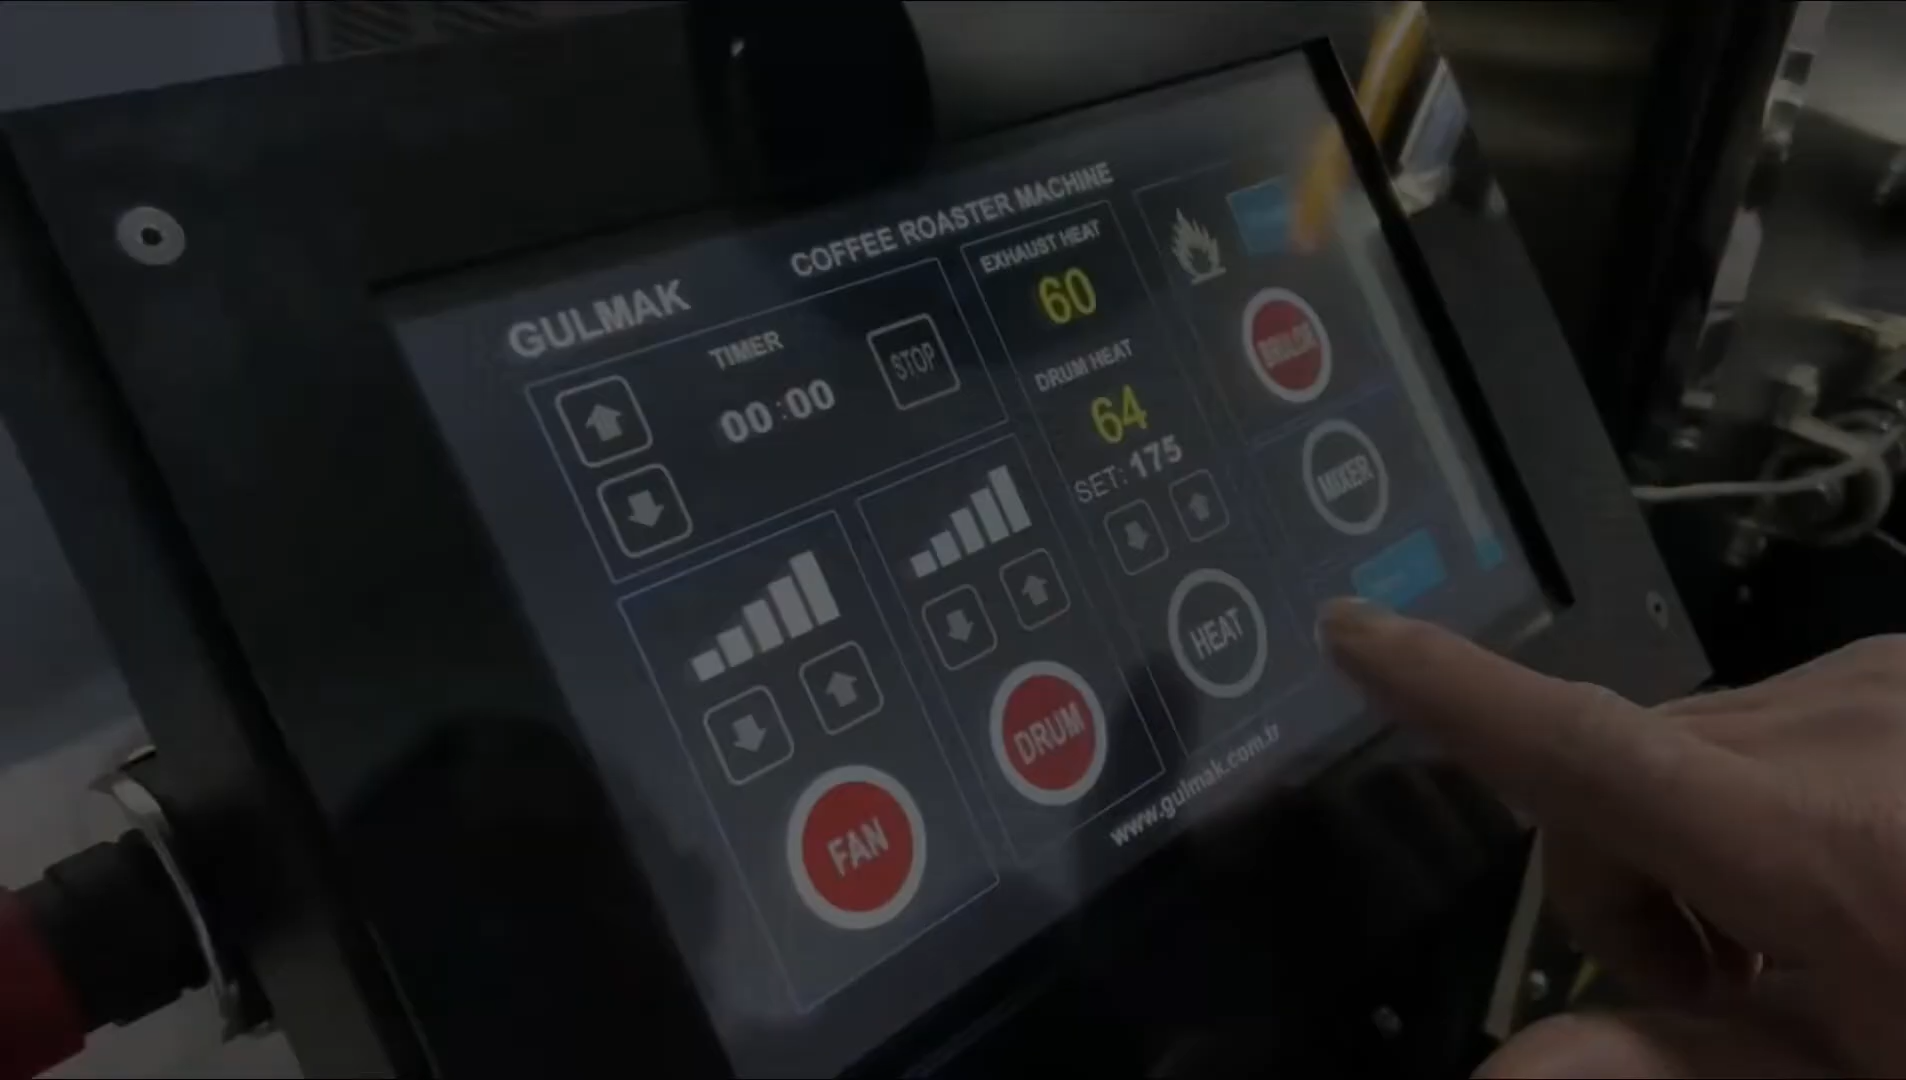 GULMAK
COFFEE ROASTER MACHINE
TIMER
00:00
STOP
EXHAUST HEAT
60
DRUM HEAT
64
SET: 175
MIXER
HEAT
DRUM
FAN
www.gulmak.com.tr